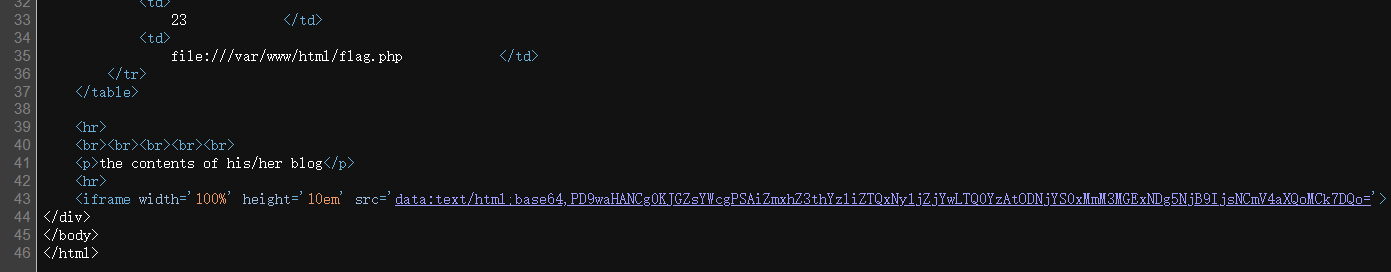 32 <td>
33 23 </td>
34 <td>
35 file:///var/www/html/flag.php </td>
36 </tr>
37 </table>
38
39 <hr>
40 <br><br><br><br><br>
41 <p>the contents of his/her blog</p>
42 <hr>
43 <iframe width='100%' height='10em' src='data:text/html;base64,PD9waHANCg0KJGZsYWcgPSAiZmxhZ3thYzliZTQxNy1jZjYwLTQ0YzAtODNjYS0xMmM3MGExNDg5NjB9IjsNCmV4aXQoMCk7DQo='>
44 </div>
45 </body>
46 </html>